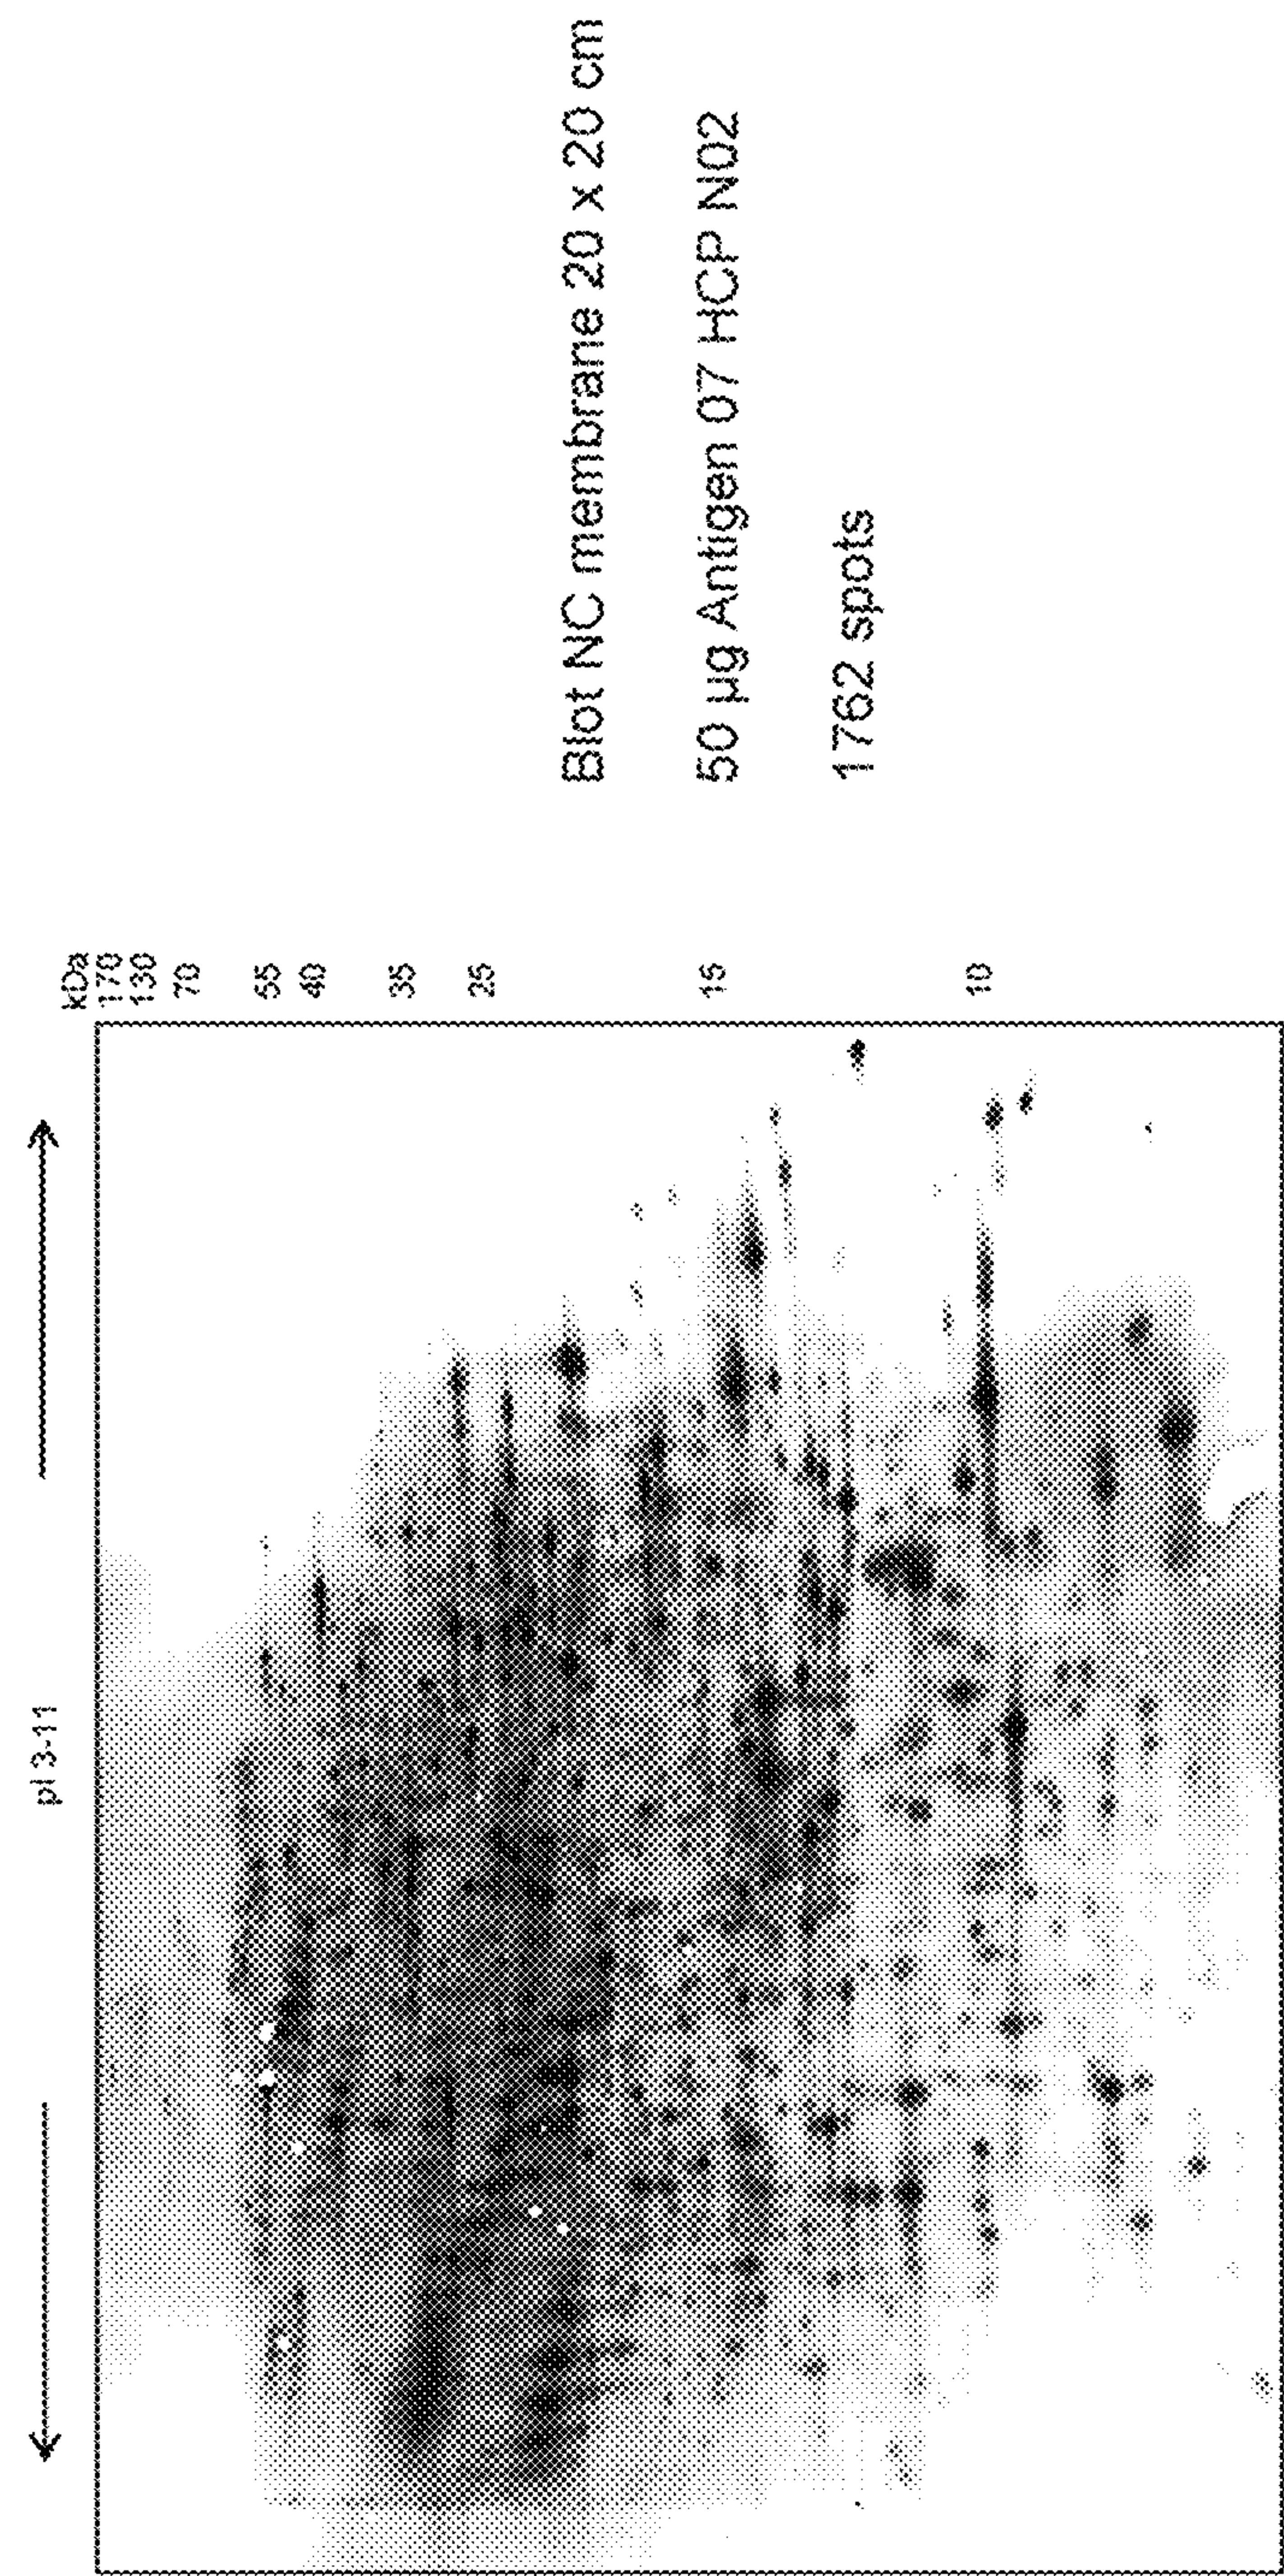 pI 3-11
kDa
170
130
70
55
40
35
25
15
10
Blot NC membrane 20 x 20 cm
50 µg Antigen 07 HCP N02
1762 spots